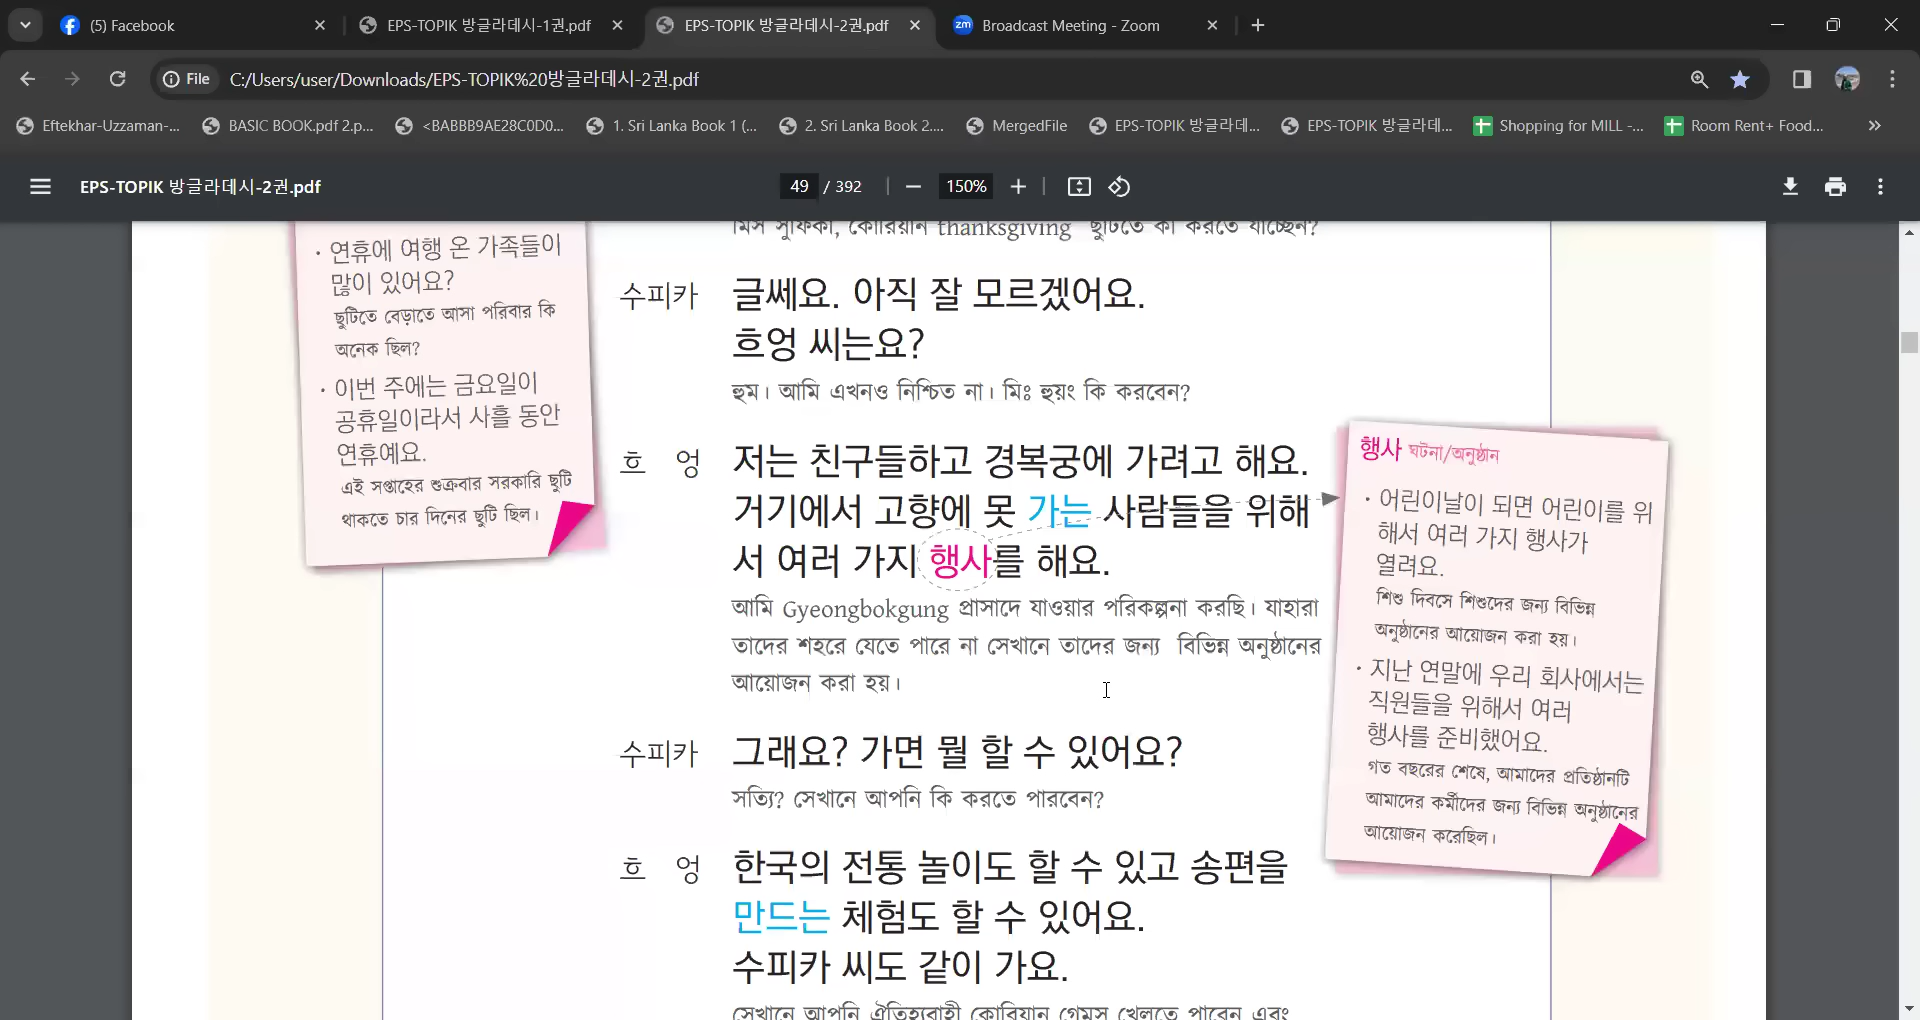 (5) Facebook
EPS-TOPIK 방글라데시-1권.pdf
EPS-TOPIK 방글라데시-2권.pdf
zm Broadcast Meeting - Zoom
File C:/Users/user/Downloads/EPS-TOPIK%20방글라데시-2권.pdf
Eftekhar-Uzzaman-...
BASIC BOOK.pdf 2.p...
<BABBB9AE28C0D0...
1. Sri Lanka Book 1 (...
2. Sri Lanka Book 2....
MergedFile
EPS-TOPIK 방글라데...
EPS-TOPIK 방글라데...
Shopping for MILL -...
Room Rent+ Food...
EPS-TOPIK 방글라데시-2권.pdf
49 / 392
150%
· 연휴에 여행 온 가족들이
많이 있어요?
ছুটিতে বেড়াতে আসা পরিবার কি
অনেক ছিল?
· 이번 주에는 금요일이
공휴일이라서 사흘 동안
연휴예요.
এই সপ্তাহের শুক্রবার সরকারি ছুটি
থাকতে চার দিনের ছুটি ছিল।
মিস সুফিকা, কোরিয়ান thanksgiving ছুটিতে কী করতে যাচ্ছেন?
수피카 글쎄요. 아직 잘 모르겠어요.
흐엉 씨는요?
হুম। আমি এখনও নিশ্চিত না। মিঃ হুয়ং কি করবেন?
흐 엉 저는 친구들하고 경복궁에 가려고 해요.
거기에서 고향에 못 가는 사람들을 위해
서 여러 가지 행사를 해요.
আমি Gyeongbokgung প্রাসাদে যাওয়ার পরিকল্পনা করছি। যাহারা
তাদের শহরে যেতে পারে না সেখানে তাদের জন্য বিভিন্ন অনুষ্ঠানের
আয়োজন করা হয়।
수피카 그래요? 가면 뭘 할 수 있어요?
সত্যি? সেখানে আপনি কি করতে পারবেন?
흐 엉 한국의 전통 놀이도 할 수 있고 송편을
만드는 체험도 할 수 있어요.
수피카 씨도 같이 가요.
সেখানে আপনি ঐতিহ্যবাহী কোরিয়ান গেমস খেলতে পারেন এবং
행사 ঘটনা/অনুষ্ঠান
· 어린이날이 되면 어린이를 위
해서 여러 가지 행사가
열려요.
শিশু দিবসে শিশুদের জন্য বিভিন্ন
অনুষ্ঠানের আয়োজন করা হয়।
· 지난 연말에 우리 회사에서는
직원들을 위해서 여러
행사를 준비했어요.
গত বছরের শেষে, আমাদের প্রতিষ্ঠানটি
আমাদের কর্মীদের জন্য বিভিন্ন অনুষ্ঠানের
আয়োজন করেছিল।